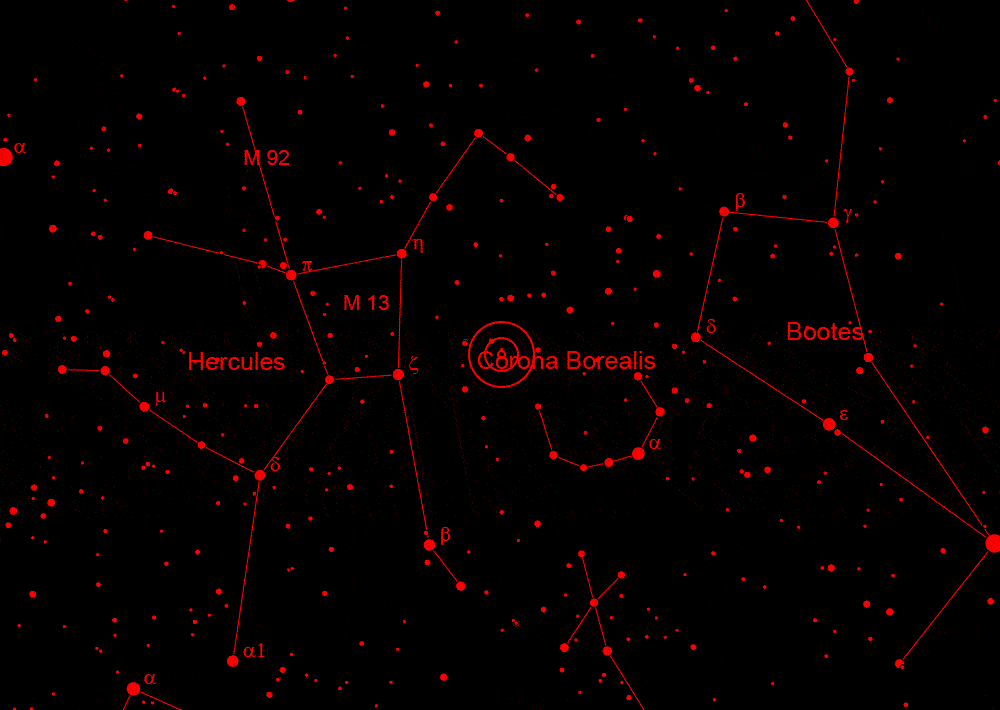 α
M 92
β
γ
η
π
M 13
δ
Bootes
Hercules
Corona Borealis
ζ
μ
ε
α
δ
β
α1
α